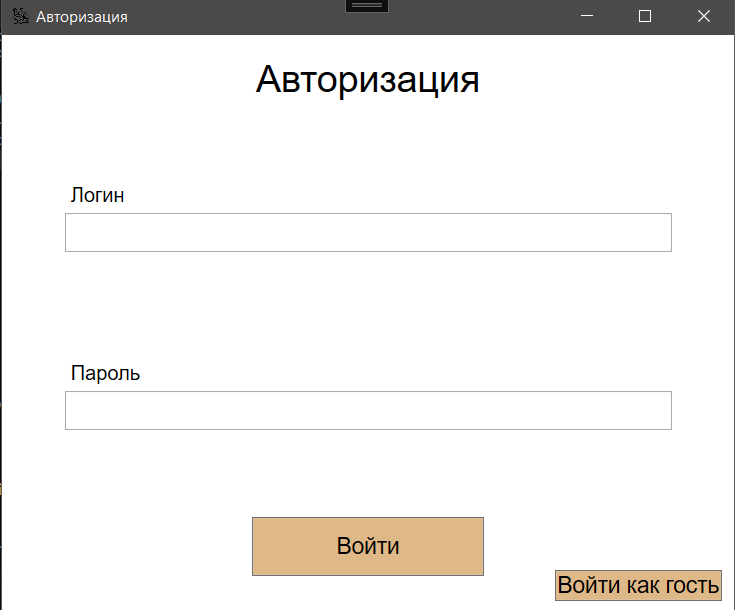 Авторизация
Авторизация
Логин
Пароль
Войти
Войти как гость